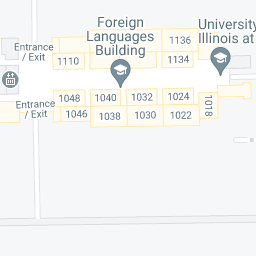 Foreign
Languages
Building
University
Illinois at
Entrance
/ Exit
1136
1110
1134
1048
1040
1032
1024
1018
Entrance
/ Exit
1046
1038
1030
1022